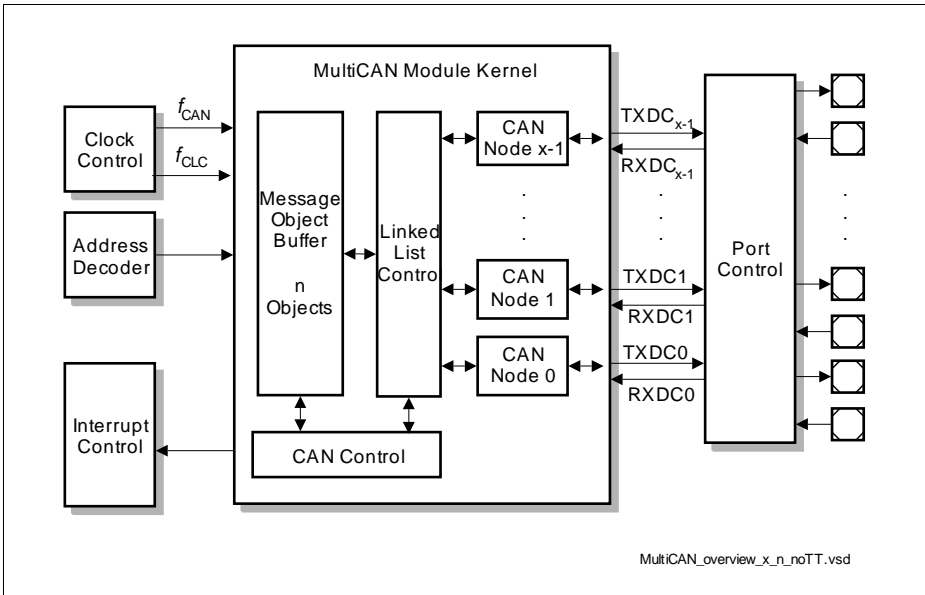 MultiCAN Module Kernel
fCAN
Clock
Control
fCLC
Address
Decoder
Interrupt
Control
Message
Object
Buffer
n
Objects
Linked
List
Control
CAN
Node x-1
CAN
Node 1
CAN
Node 0
CAN Control
TXDCx-1
RXDCx-1
TXDC1
RXDC1
TXDC0
RXDC0
Port
Control
MultiCAN_overview_x_n_noTT.vsd